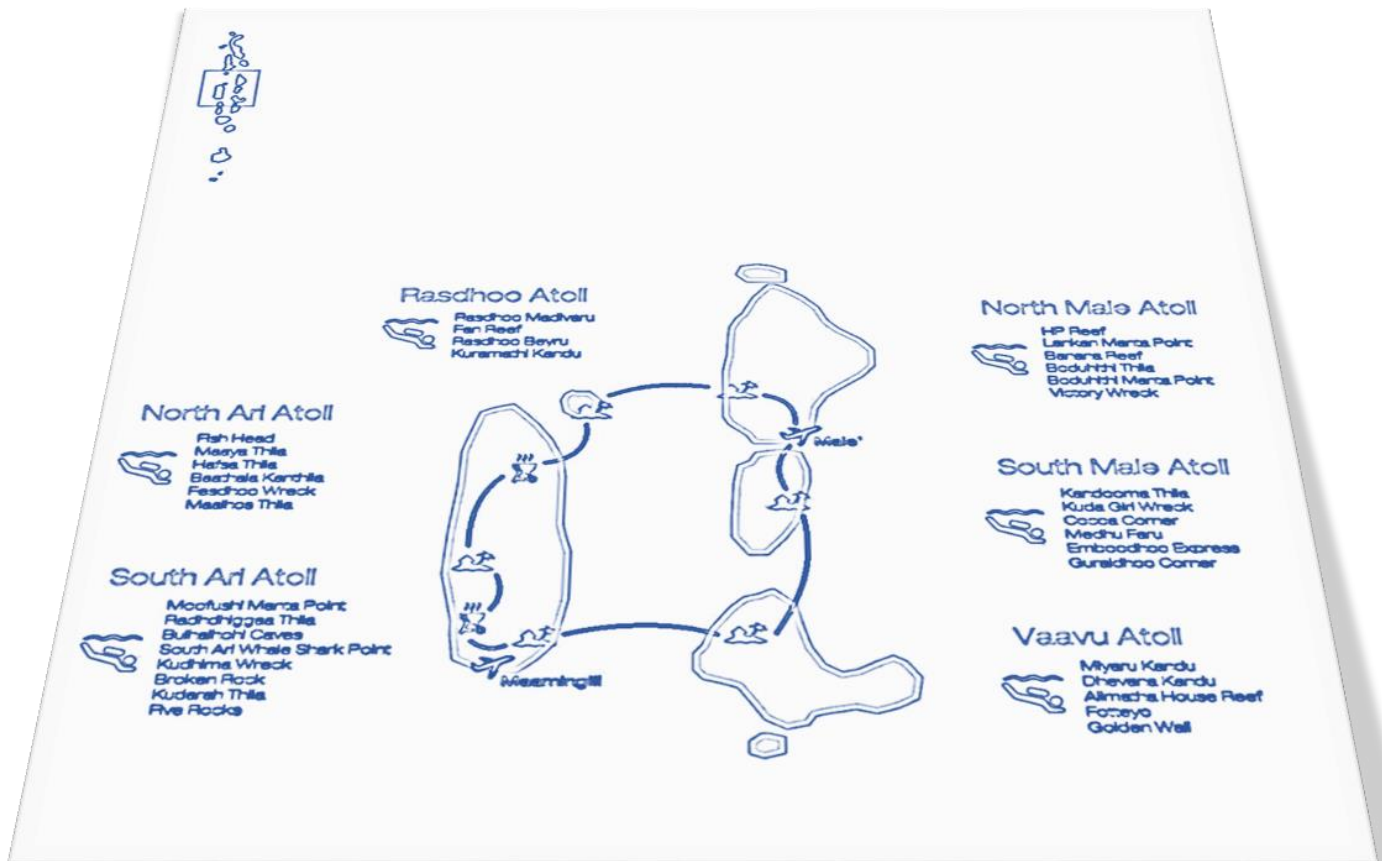 Rasdhoo Atoll
Rasdhoo Madivaru
Fan Reef
Rasdhoo Beyru
Kuramathi Kandu
North Male Atoll
HP Reef
Lankan Manta Point
Banana Reef
Boduhithi Thila
Boduhithi Manta Point
Victory Wreck
North Ari Atoll
Fish Head
Maaya Thila
Hafsa Thila
Beathala Kanthila
Fesdhoo Wreck
Maalhos Thila
Male'
South Male Atoll
Kandooma Thila
Kuda Giri Wreck
Cocoa Corner
Medhu Faru
Emboodhoo Express
Guraidhoo Corner
South Ari Atoll
Moofushi Manta Point
Radhdhiggaa Thila
Bulhalhohi Caves
South Ari Whale Shark Point
Kudhima Wreck
Broken Rock
Kudarah Thila
Five Rocks
Maamingili
Vaavu Atoll
Miyaru Kandu
Dhevana Kandu
Alimatha House Reef
Fotteyo
Golden Wall